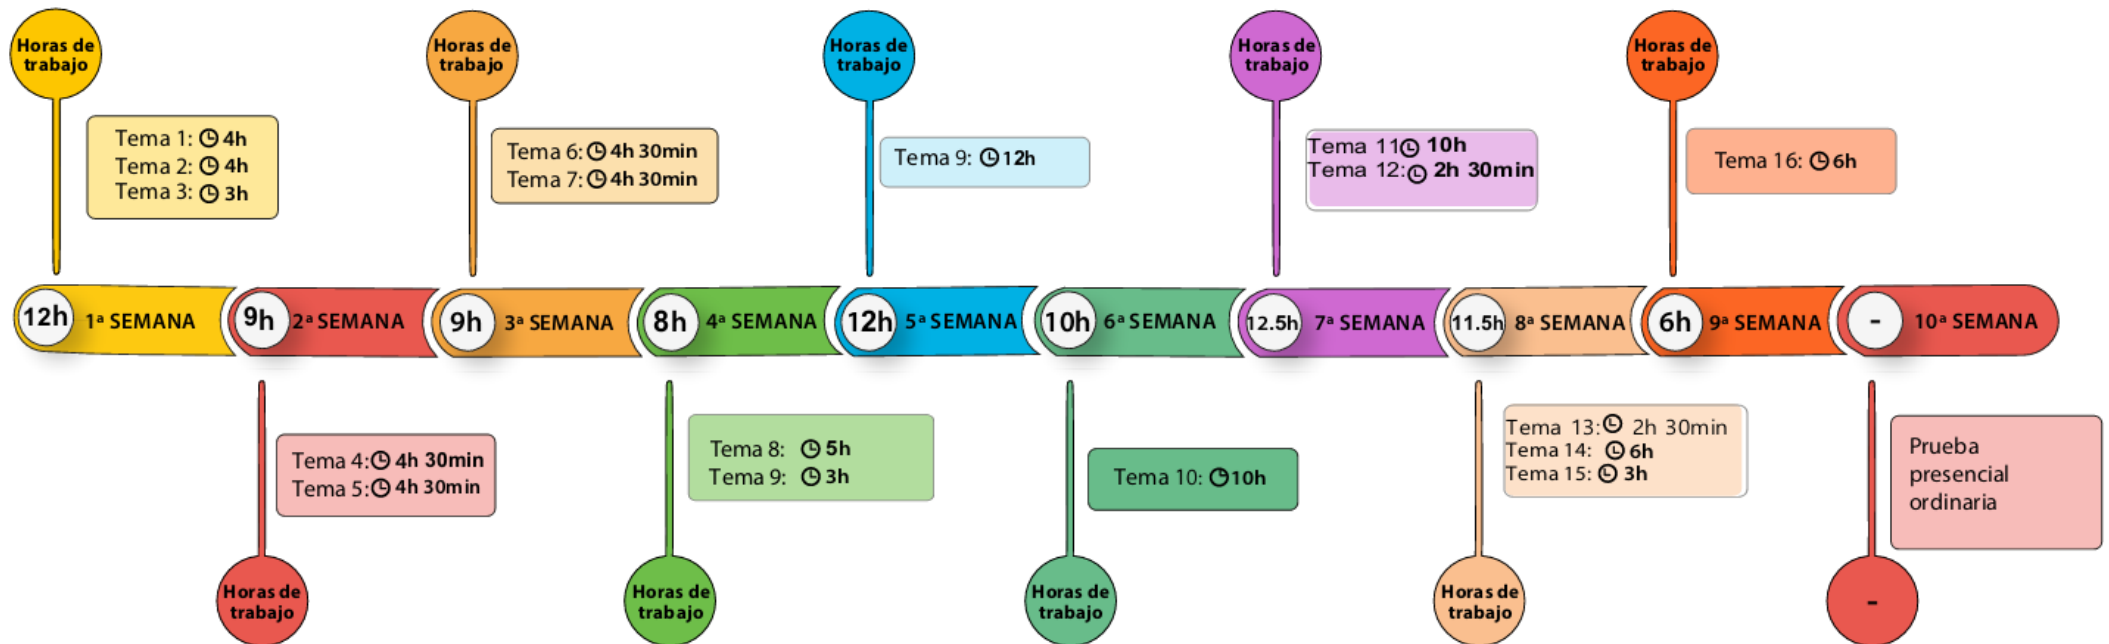 Horas de
trabajo
Tema 1: 4h
Tema 2: 4h
Tema 3: 3h
Horas de
trabajo
Tema 6: 4h 30min
Tema 7: 4h 30min
Horas de
trabajo
Tema 9: 12h
Horas de
trabajo
Tema 11 10h
Tema 12: 2h 30min
Horas de
trabajo
Tema 16: 6h
12h 1ª SEMANA
9h 2ª SEMANA
9h 3ª SEMANA
8h 4ª SEMANA
12h 5ª SEMANA
10h 6ª SEMANA
12.5h 7ª SEMANA
11.5h 8ª SEMANA
6h 9ª SEMANA
- 10ª SEMANA
Tema 4: 4h 30min
Tema 5: 4h 30min
Horas de
trabajo
Tema 8: 5h
Tema 9: 3h
Horas de
trabajo
Tema 10: 10h
Horas de
trabajo
Tema 13: 2h 30min
Tema 14: 6h
Tema 15: 3h
Horas de
trabajo
Prueba
presencial
ordinaria
-